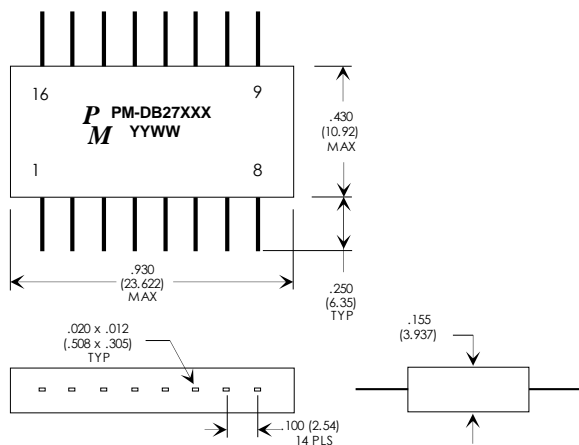 16
9
P PM-DB27XXX
M YYWW
1
8
.430
(10.92)
MAX
.930
(23.622)
MAX
.250
(6.35)
TYP
.020 x .012
(.508 x .305)
TYP
.155
(3.937)
.100 (2.54)
14 PLS